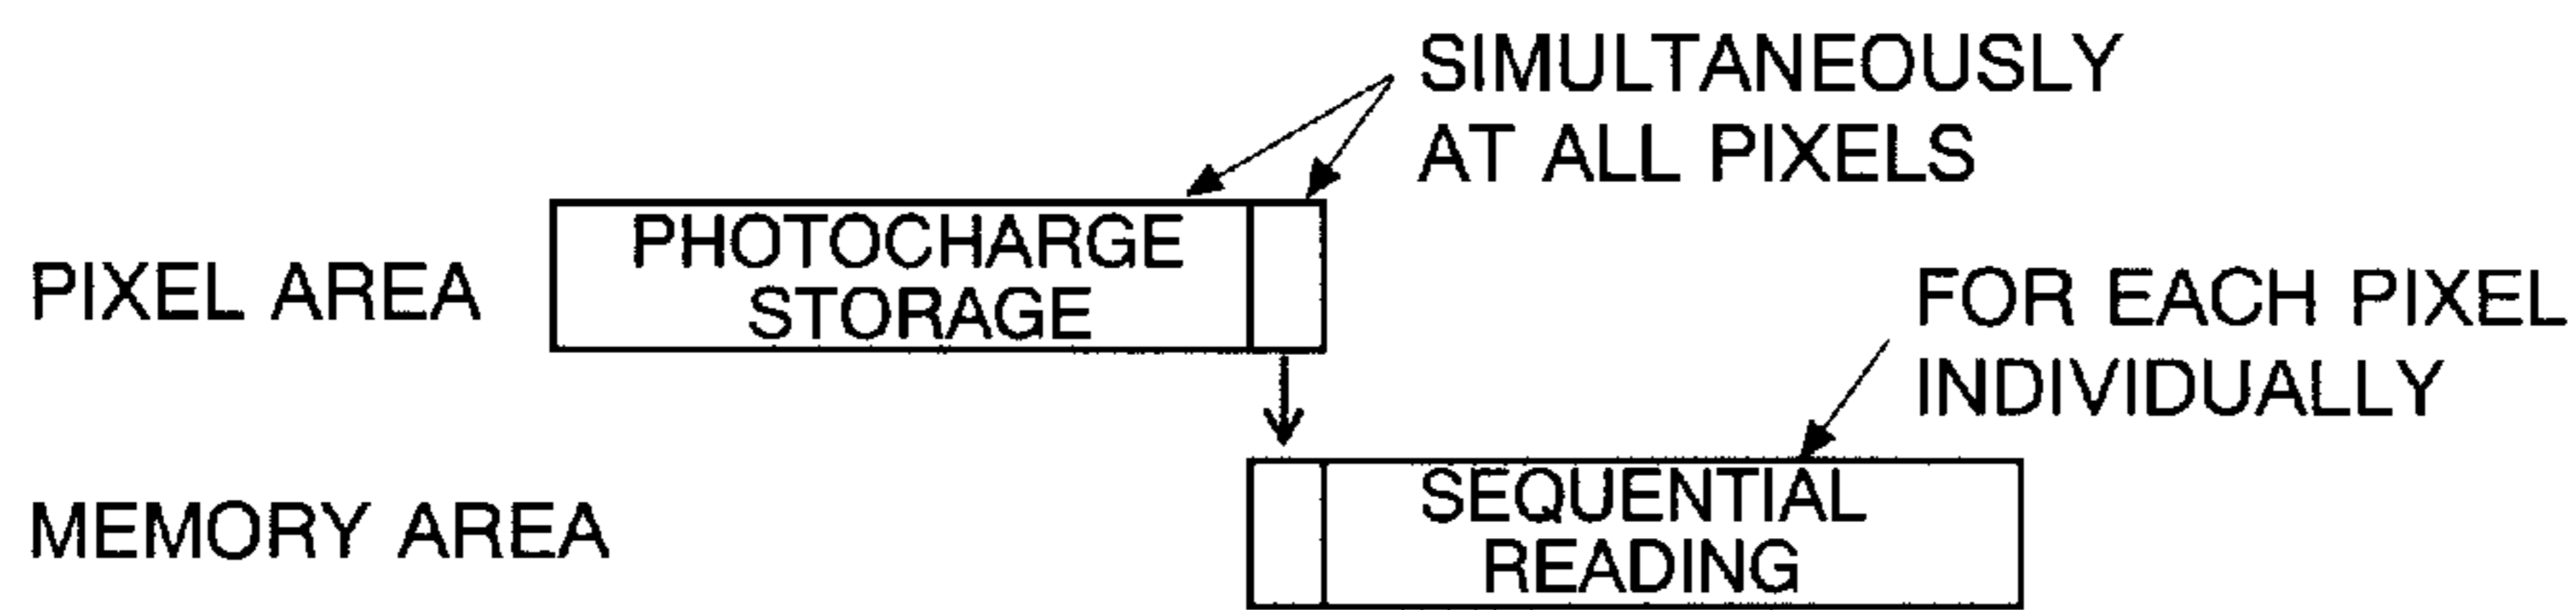 SIMULTANEOUSLY
AT ALL PIXELS
PIXEL AREA
PHOTOCHARGE
STORAGE
FOR EACH PIXEL
INDIVIDUALLY
MEMORY AREA
SEQUENTIAL
READING